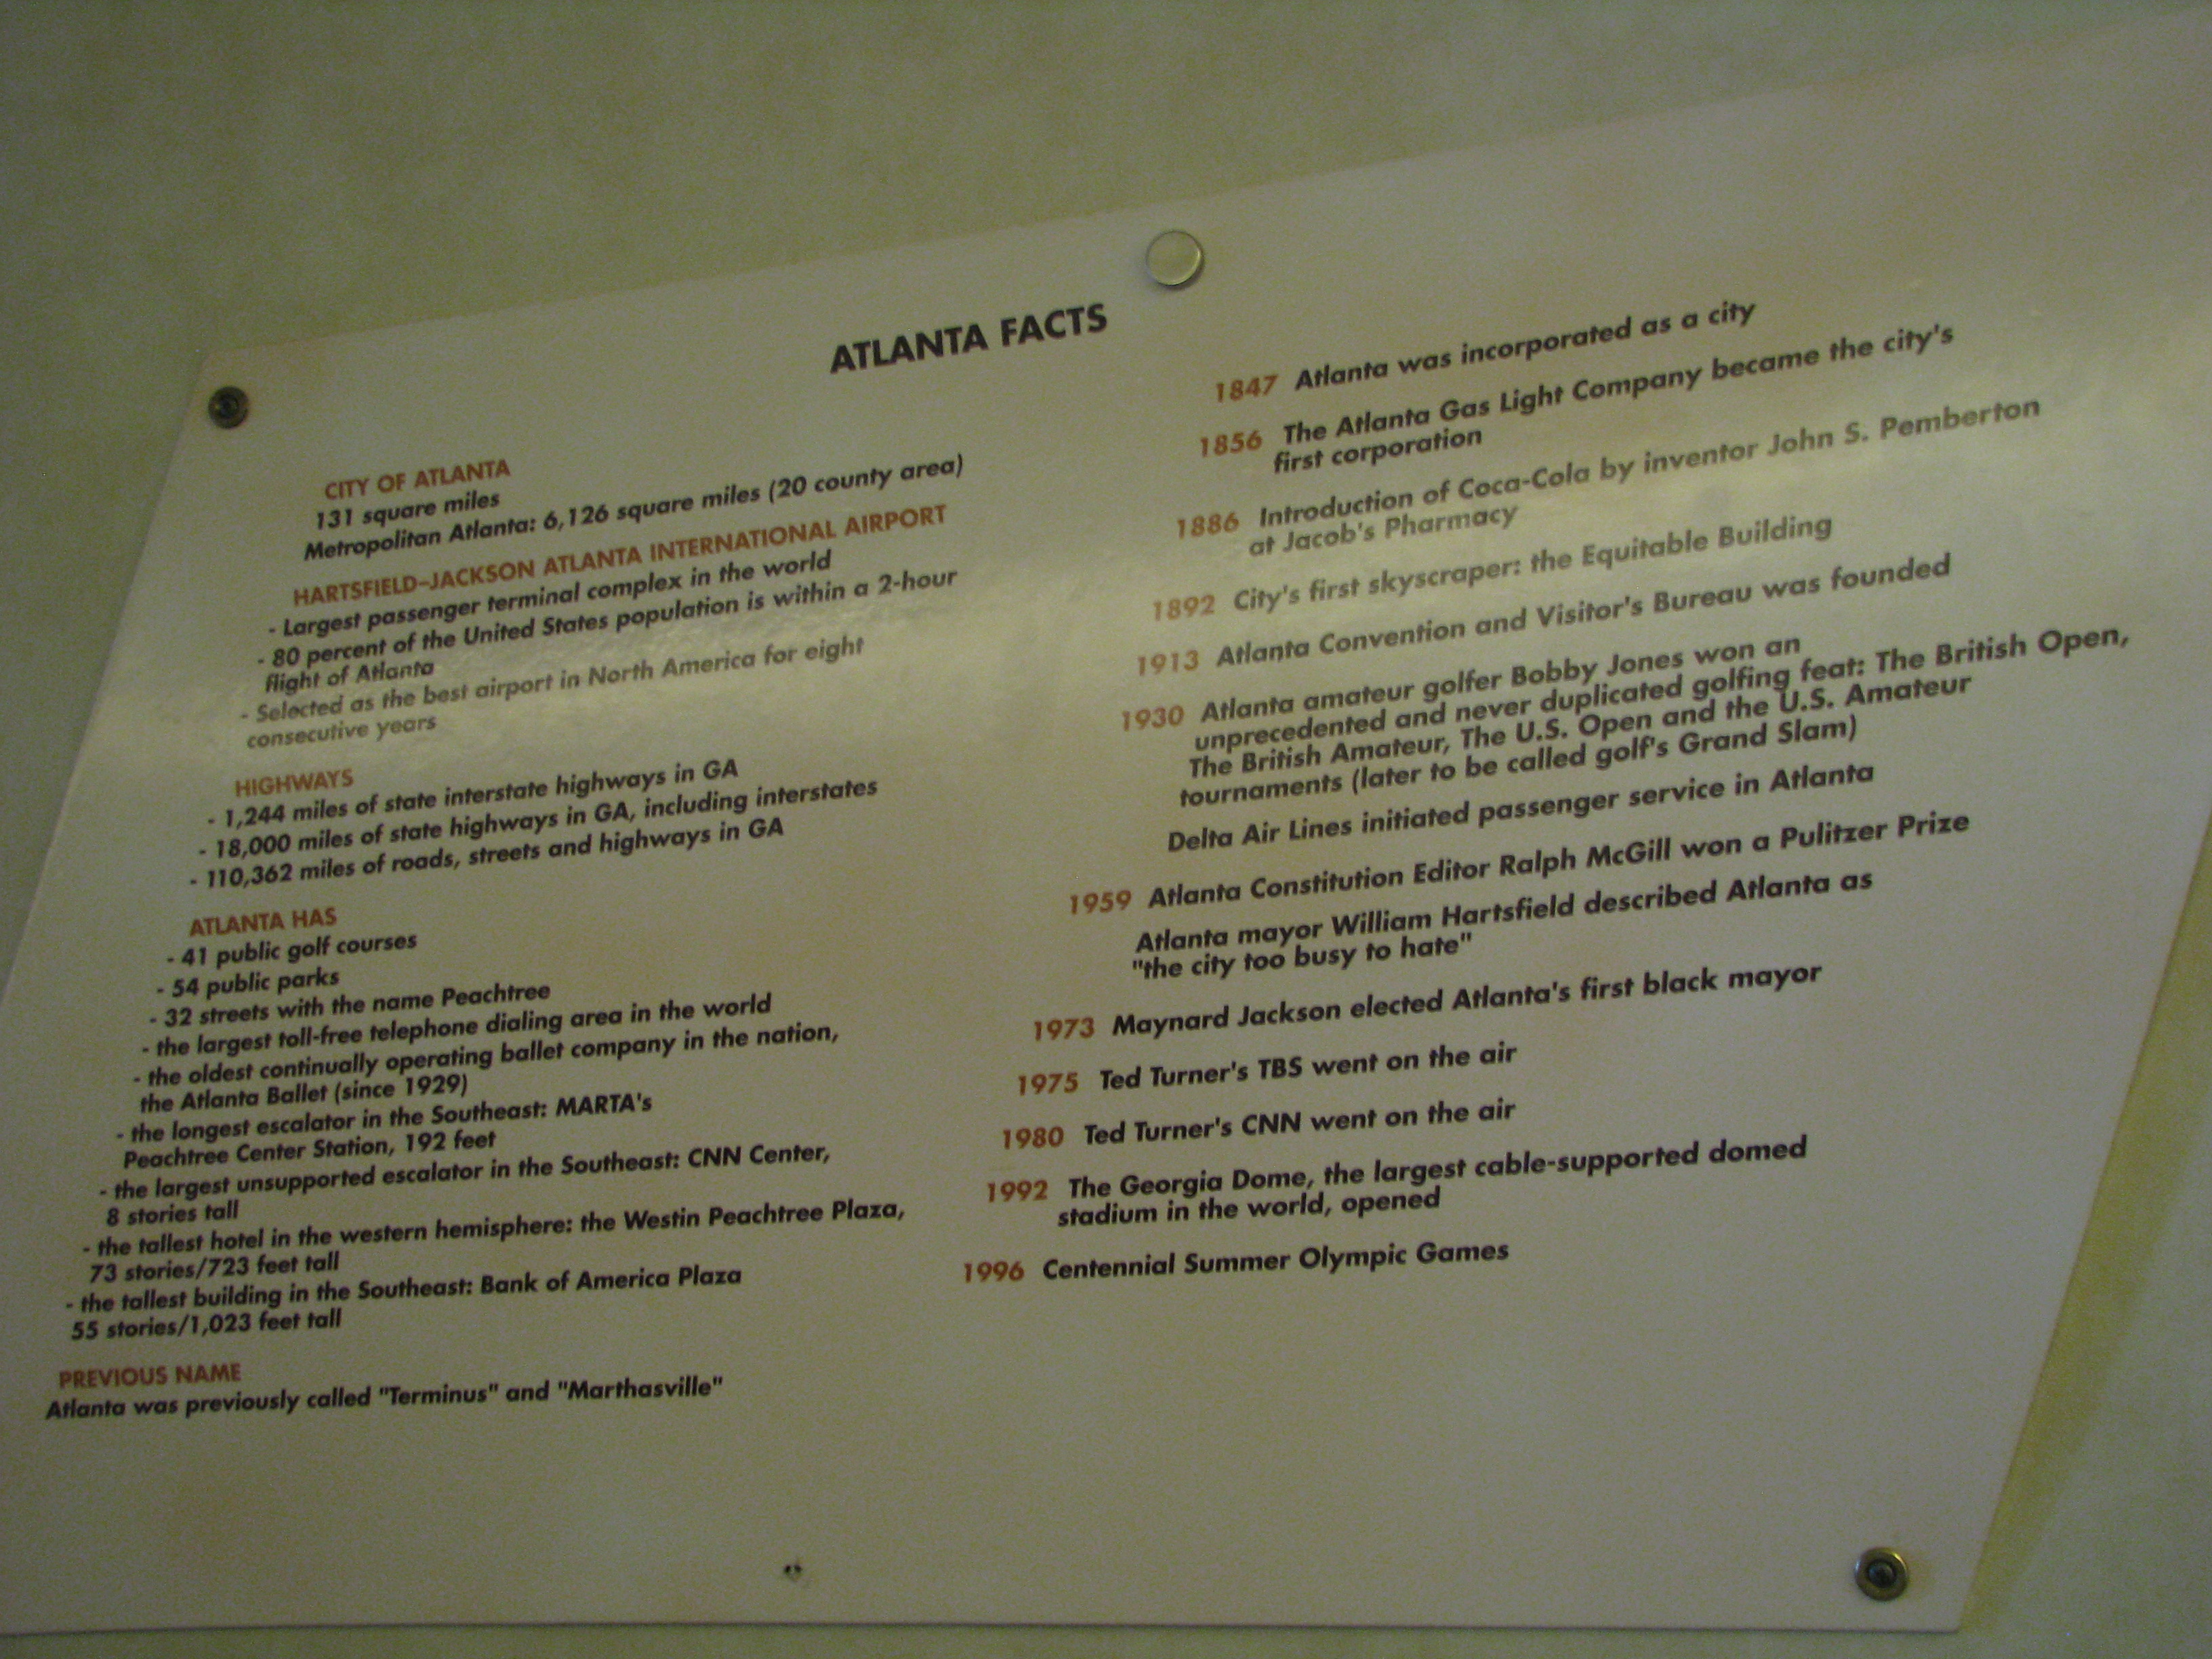 ATLANTA FACTS
CITY OF ATLANTA
131 square miles
Metropolitan Atlanta: 6,126 square miles (20 county area)
HARTSFIELD-JACKSON ATLANTA INTERNATIONAL AIRPORT
- Largest passenger terminal complex in the world
- 80 percent of the United States population is within a 2-hour
flight of Atlanta
- Selected as the best airport in North America for eight
consecutive years
HIGHWAYS
- 1,244 miles of state interstate highways in GA
- 18,000 miles of state highways in GA, including interstates
- 110,362 miles of roads, streets and highways in GA
ATLANTA HAS
- 41 public golf courses
- 54 public parks
- 32 streets with the name Peachtree
- the largest toll-free telephone dialing area in the world
- the oldest continually operating ballet company in the nation,
the Atlanta Ballet (since 1929)
- the longest escalator in the Southeast: MARTA's
Peachtree Center Station, 192 feet
- the largest unsupported escalator in the Southeast: CNN Center,
8 stories tall
- the tallest hotel in the western hemisphere: the Westin Peachtree Plaza,
73 stories/723 feet tall
- the tallest building in the Southeast: Bank of America Plaza
55 stories/1,023 feet tall
PREVIOUS NAME
Atlanta was previously called "Terminus" and "Marthasville"
1847 Atlanta was incorporated as a city
1856 The Atlanta Gas Light Company became the city's
first corporation
1886 Introduction of Coca-Cola by inventor John S. Pemberton
at Jacob's Pharmacy
1892 City's first skyscraper: the Equitable Building
1913 Atlanta Convention and Visitor's Bureau was founded
1930 Atlanta amateur golfer Bobby Jones won an
unprecedented and never duplicated golfing feat: The British Open,
The British Amateur, The U.S. Open and the U.S. Amateur
tournaments (later to be called golf's Grand Slam)
Delta Air Lines initiated passenger service in Atlanta
1959 Atlanta Constitution Editor Ralph McGill won a Pulitzer Prize
Atlanta mayor William Hartsfield described Atlanta as
"the city too busy to hate"
1973 Maynard Jackson elected Atlanta's first black mayor
1975 Ted Turner's TBS went on the air
1980 Ted Turner's CNN went on the air
1992 The Georgia Dome, the largest cable-supported domed
stadium in the world, opened
1996 Centennial Summer Olympic Games